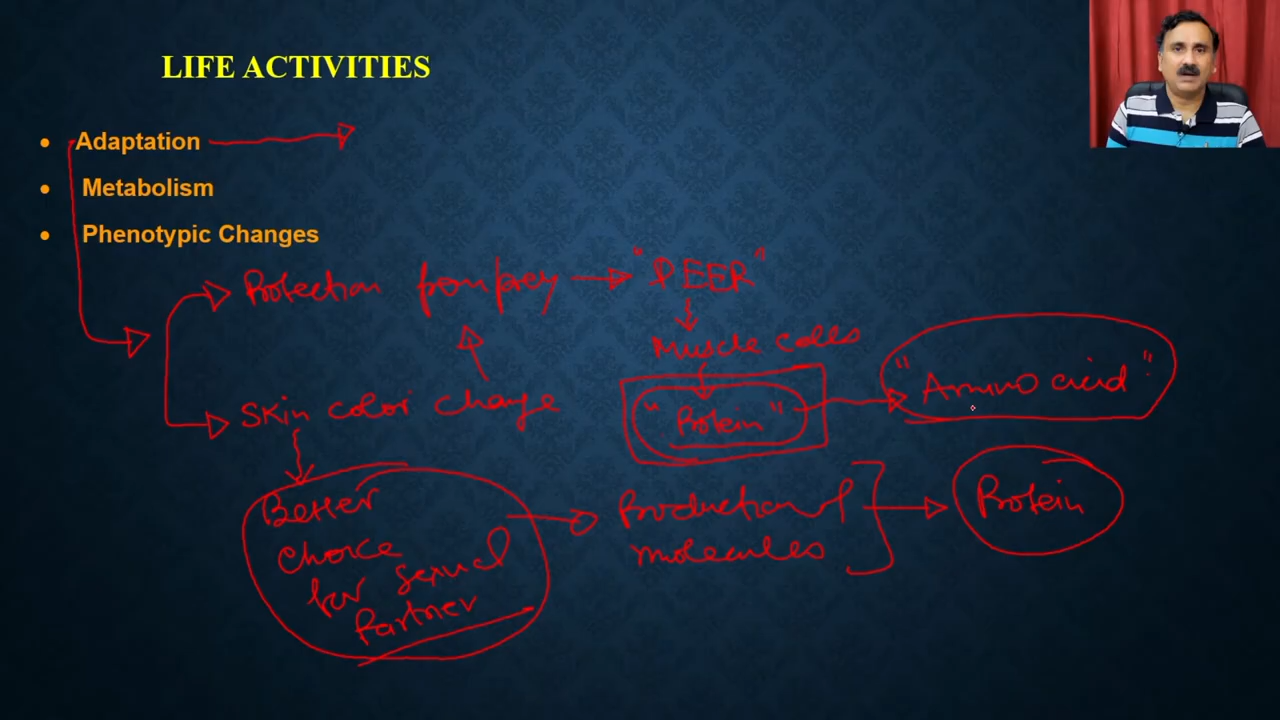 LIFE ACTIVITIES
• Adaptation
• Metabolism
• Phenotypic Changes
Protection from prey
"DEER"
Muscle cells
"Protein"
"Amino acid"
Skin color change
Better
choice
for sexual
Partner
Production of
molecules
Protein